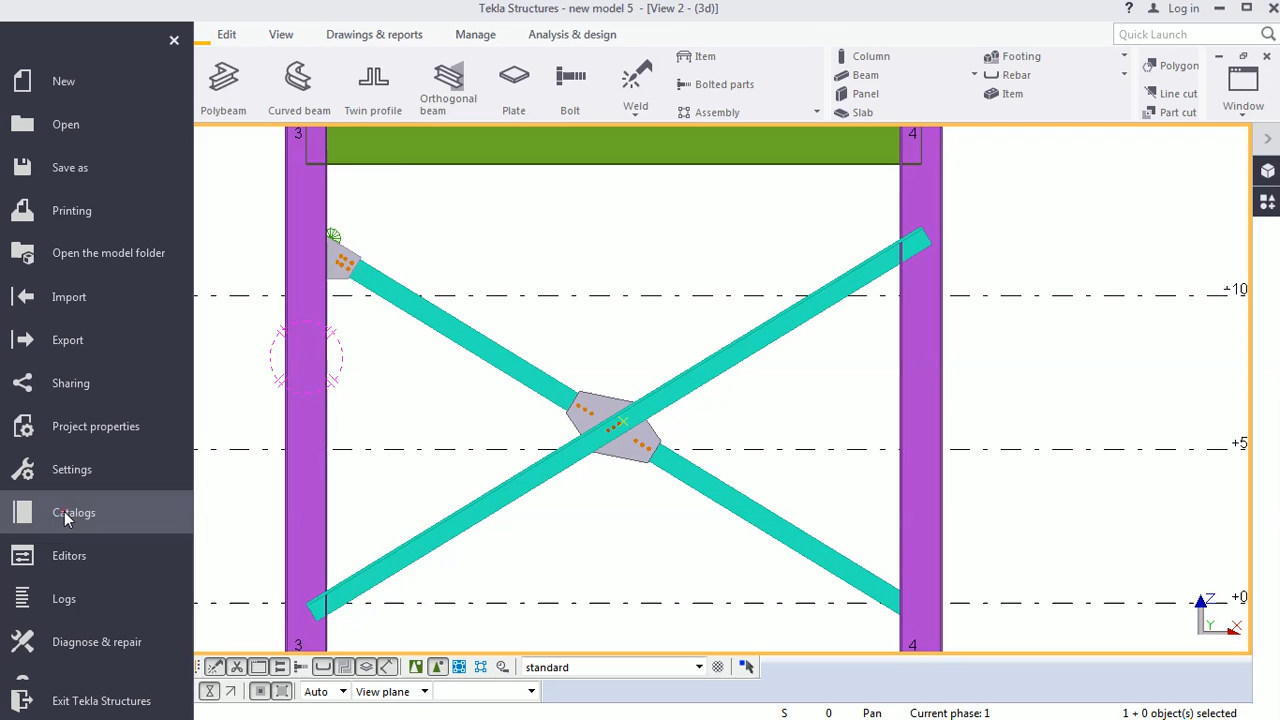 Tekla Structures - new model 5 - [View 2 - (3d)]
? Log in
Edit View Drawings & reports Manage Analysis & design
Quick Launch
Polybeam
Curved beam
Twin profile
Orthogonal
beam
Plate
Bolt
Weld
Item
Bolted parts
Assembly
Column
Beam
Panel
Slab
Footing
Rebar
Item
Polygon
Line cut
Part cut
Window
New
Open
Save as
Printing
Open the model folder
Import
Export
Sharing
Project properties
Settings
Catalogs
Editors
Logs
Diagnose & repair
Exit Tekla Structures
3 4
+10
+5
+0
3 4
Z
Y X
standard
Auto View plane
S 0 Pan Current phase: 1 1 + 0 object(s) selected